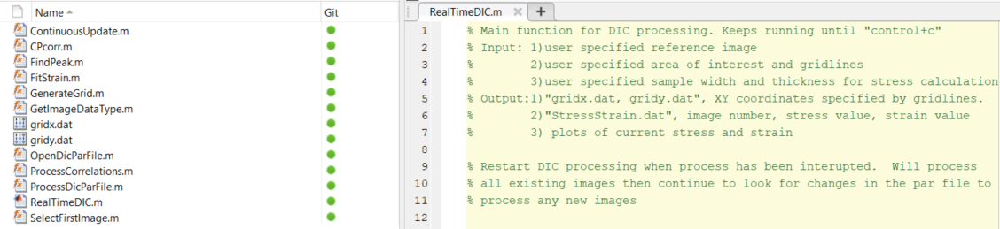 Name Git
ContinuousUpdate.m
CPcorr.m
FindPeak.m
FitStrain.m
GenerateGrid.m
GetImageDataType.m
gridx.dat
gridy.dat
OpenDicParFile.m
ProcessCorrelations.m
ProcessDicParFile.m
RealTimeDIC.m
SelectFirstImage.m
RealTimeDIC.m
1 % Main function for DIC processing. Keeps running until "control+c"
2 % Input: 1)user specified reference image
3 %        2)user specified area of interest and gridlines
4 %        3)user specified sample width and thickness for stress calculation
5 % Output:1)"gridx.dat, gridy.dat", XY coordinates specified by gridlines.
6 %        2)"StressStrain.dat", image number, stress value, strain value
7 %        3) plots of current stress and strain
8
9 % Restart DIC processing when process has been interupted.  Will process
10 % all existing images then continue to look for changes in the par file to
11 % process any new images
12